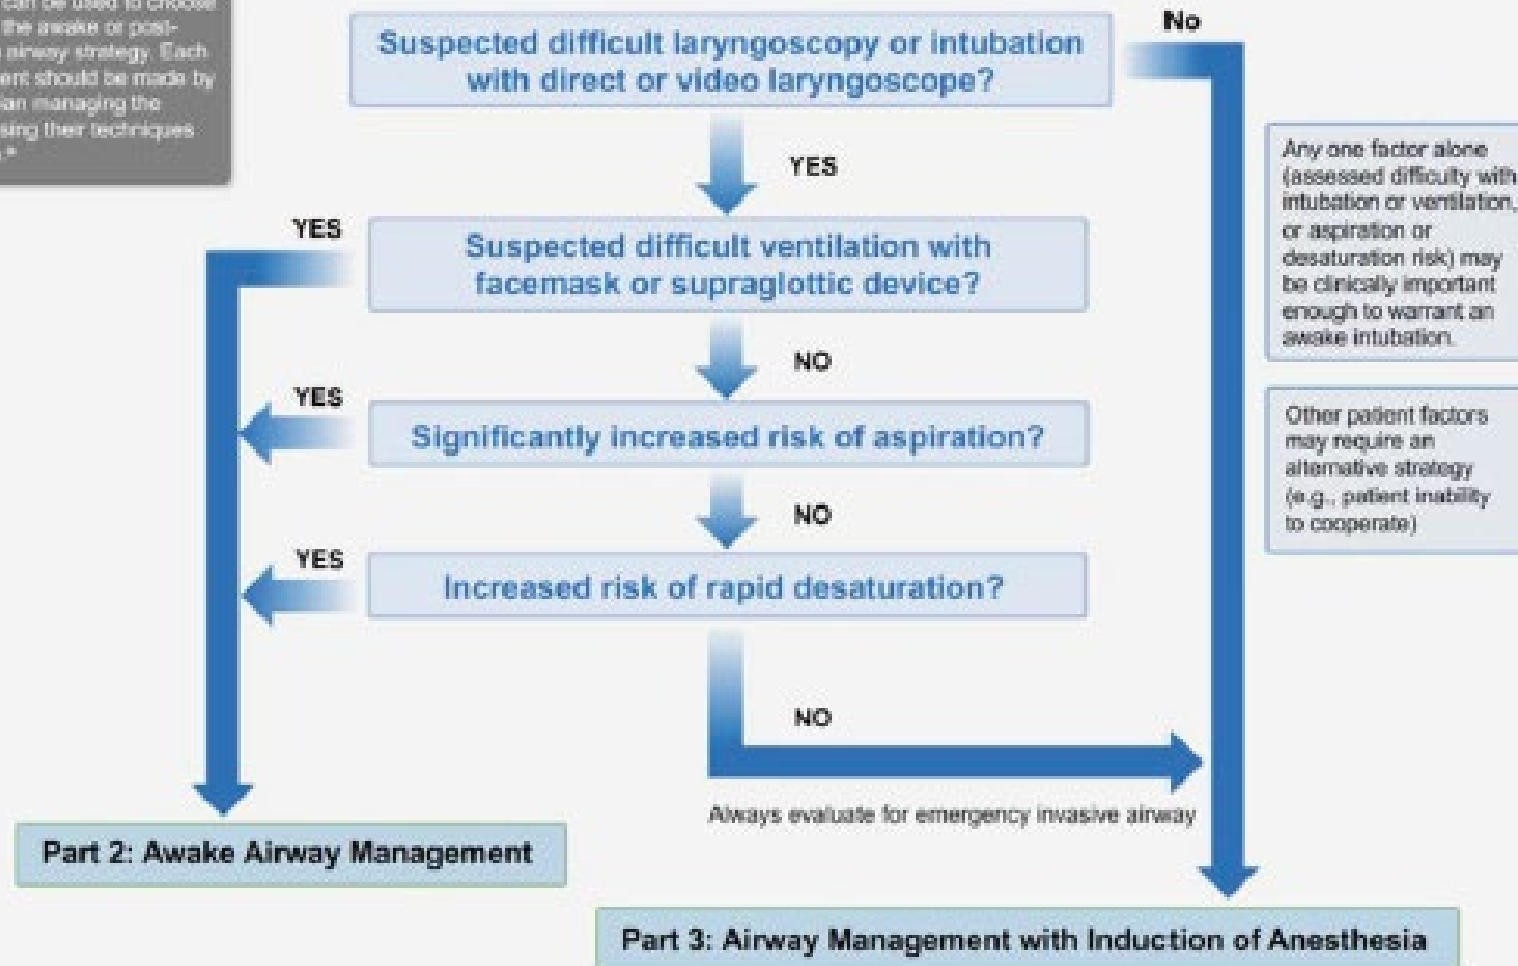 can be used to choose
the awake or post-
airway strategy. Each
ent should be made by
ian managing the
sing their techniques
Suspected difficult laryngoscopy or intubation
with direct or video laryngoscope?
No
YES
Any one factor alone
(assessed difficulty with
intubation or ventilation,
or aspiration or
desaturation risk) may
be clinically important
enough to warrant an
awake intubation.
YES
Suspected difficult ventilation with
facemask or supraglottic device?
NO
YES
Significantly increased risk of aspiration?
Other patient factors
may require an
alternative strategy
(e.g., patient inability
to cooperate)
NO
YES
Increased risk of rapid desaturation?
NO
Always evaluate for emergency invasive airway
Part 2: Awake Airway Management
Part 3: Airway Management with Induction of Anesthesia